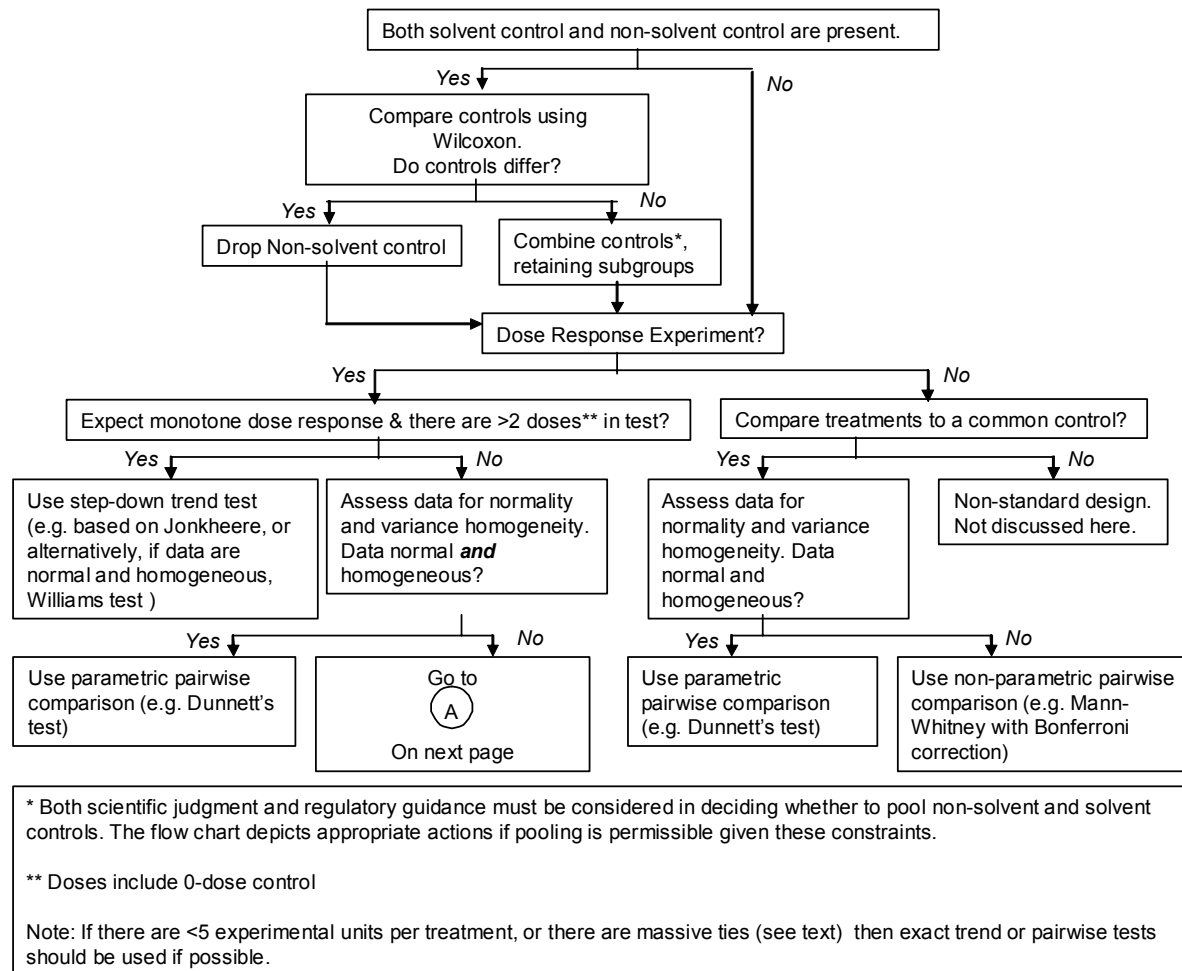 Both solvent control and non-solvent control are present.
Yes
No
Compare controls using
Wilcoxon.
Do controls differ?
Yes
No
Drop Non-solvent control
Combine controls*,
retaining subgroups
Dose Response Experiment?
Yes
No
Expect monotone dose response & there are >2 doses** in test?
Compare treatments to a common control?
Yes
No
Yes
No
Use step-down trend test
(e.g. based on Jonkheere, or
alternatively, if data are
normal and homogeneous,
Williams test )
Assess data for normality
and variance homogeneity.
Data normal and
homogeneous?
Assess data for
normality and variance
homogeneity. Data
normal and
homogeneous?
Non-standard design.
Not discussed here.
Yes
No
Yes
No
Use parametric pairwise
comparison (e.g. Dunnett’s
test)
Go to
A
On next page
Use parametric
pairwise comparison
(e.g. Dunnett’s test)
Use non-parametric pairwise
comparison (e.g. Mann-
Whitney with Bonferroni
correction)
* Both scientific judgment and regulatory guidance must be considered in deciding whether to pool non-solvent and solvent
controls. The flow chart depicts appropriate actions if pooling is permissible given these constraints.
** Doses include 0-dose control
Note: If there are <5 experimental units per treatment, or there are massive ties (see text) then exact trend or pairwise tests
should be used if possible.